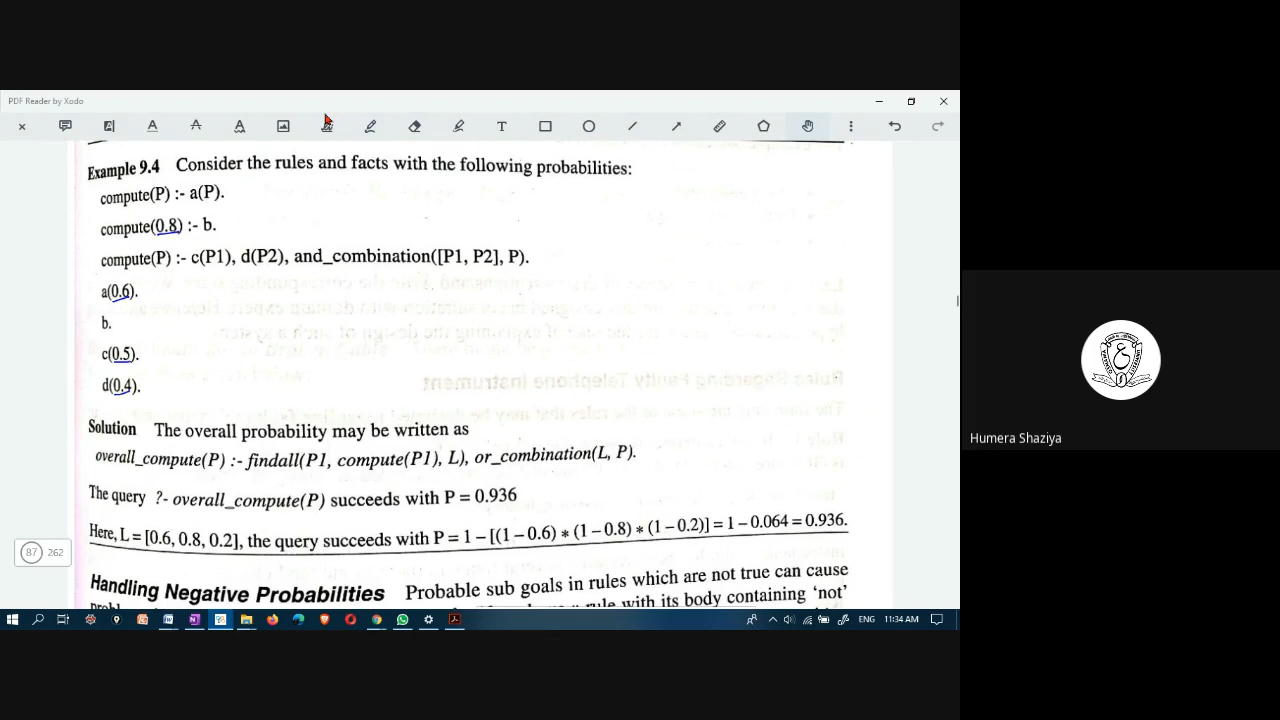 PDF Reader by Xodo
Example 9.4 Consider the rules and facts with the following probabilities:
compute(P) :- a(P).
compute(0.8) :- b.
compute(P) :- c(P1), d(P2), and_combination([P1, P2], P).
a(0.6).
b.
c(0.5).
d(0.4).
Solution The overall probability may be written as
overall_compute(P) :- findall(P1, compute(P1), L), or_combination(L, P).
The query ?- overall_compute(P) succeeds with P = 0.936
Here, L = [0.6, 0.8, 0.2], the query succeeds with P = 1 – [(1 – 0.6) * (1 – 0.8) * (1 – 0.2)] = 1 – 0.064 = 0.936.
Handling Negative Probabilities Probable sub goals in rules which are not true can cause
rule with its body containing ‘not’
87 262
ENG 11:34 AM
Humera Shaziya